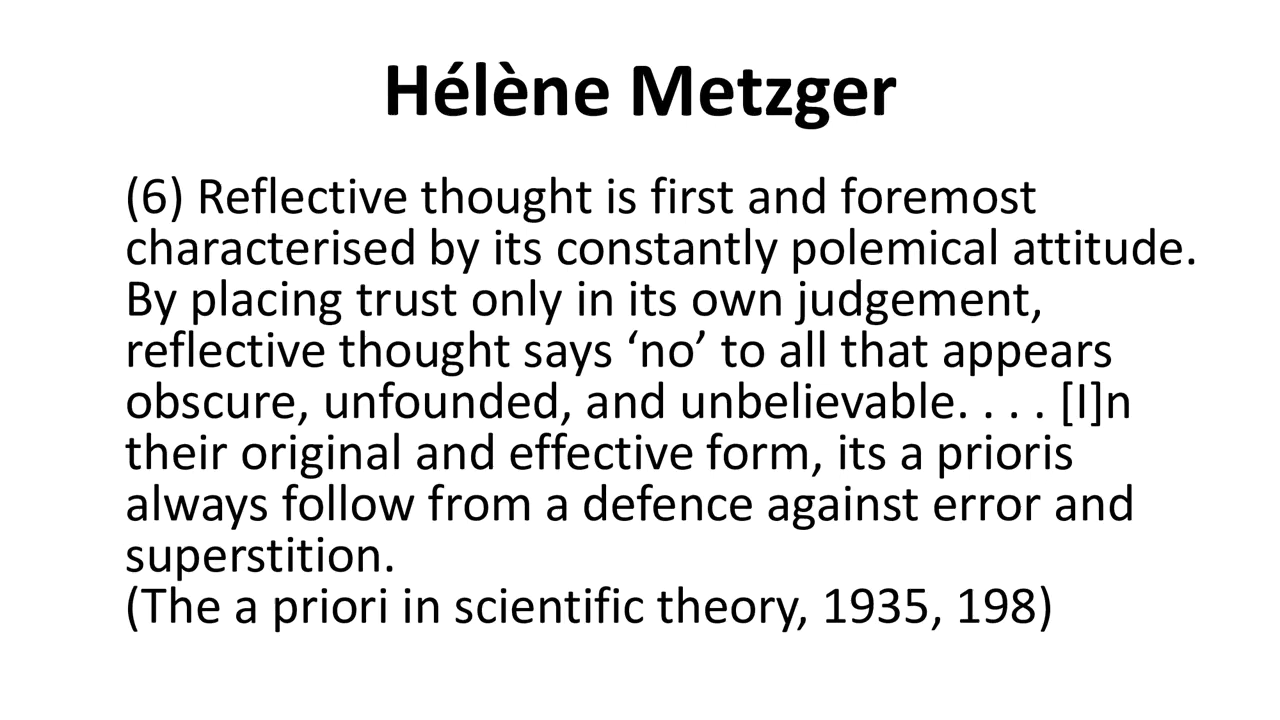 Hélène Metzger
(6) Reflective thought is first and foremost
characterised by its constantly polemical attitude.
By placing trust only in its own judgement,
reflective thought says ‘no’ to all that appears
obscure, unfounded, and unbelievable. . . . [I]n
their original and effective form, its a prioris
always follow from a defence against error and
superstition.
(The a priori in scientific theory, 1935, 198)